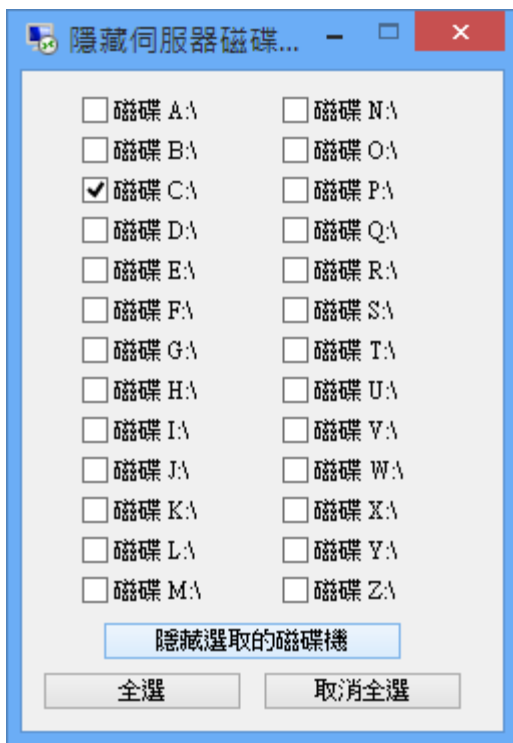 隱藏伺服器磁碟...
磁碟 A:\
磁碟 B:\
磁碟 C:\
磁碟 D:\
磁碟 E:\
磁碟 F:\
磁碟 G:\
磁碟 H:\
磁碟 I:\
磁碟 J:\
磁碟 K:\
磁碟 L:\
磁碟 M:\
磁碟 N:\
磁碟 O:\
磁碟 P:\
磁碟 Q:\
磁碟 R:\
磁碟 S:\
磁碟 T:\
磁碟 U:\
磁碟 V:\
磁碟 W:\
磁碟 X:\
磁碟 Y:\
磁碟 Z:\
隱藏選取的磁碟機
全選
取消全選